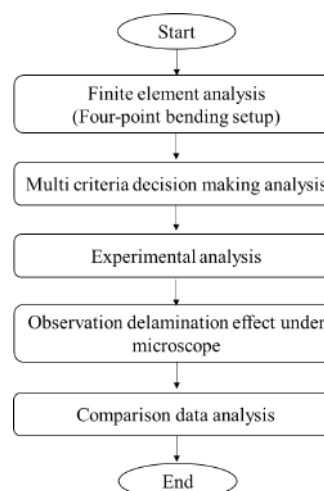 Start
Finite element analysis
(Four-point bending setup)
Multi criteria decision making analysis
Experimental analysis
Observation delamination effect under
microscope
Comparison data analysis
End